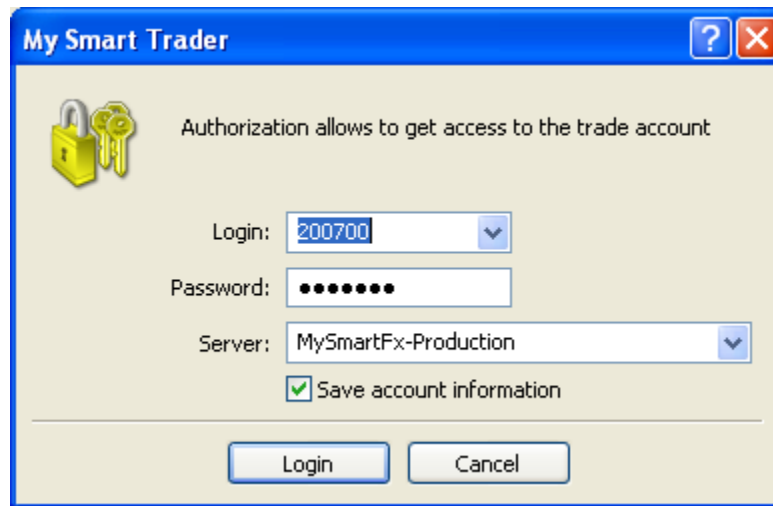 My Smart Trader
Authorization allows to get access to the trade account
Login: 200700
Password: •••••••
Server: MySmartFx-Production
Save account information
Login Cancel